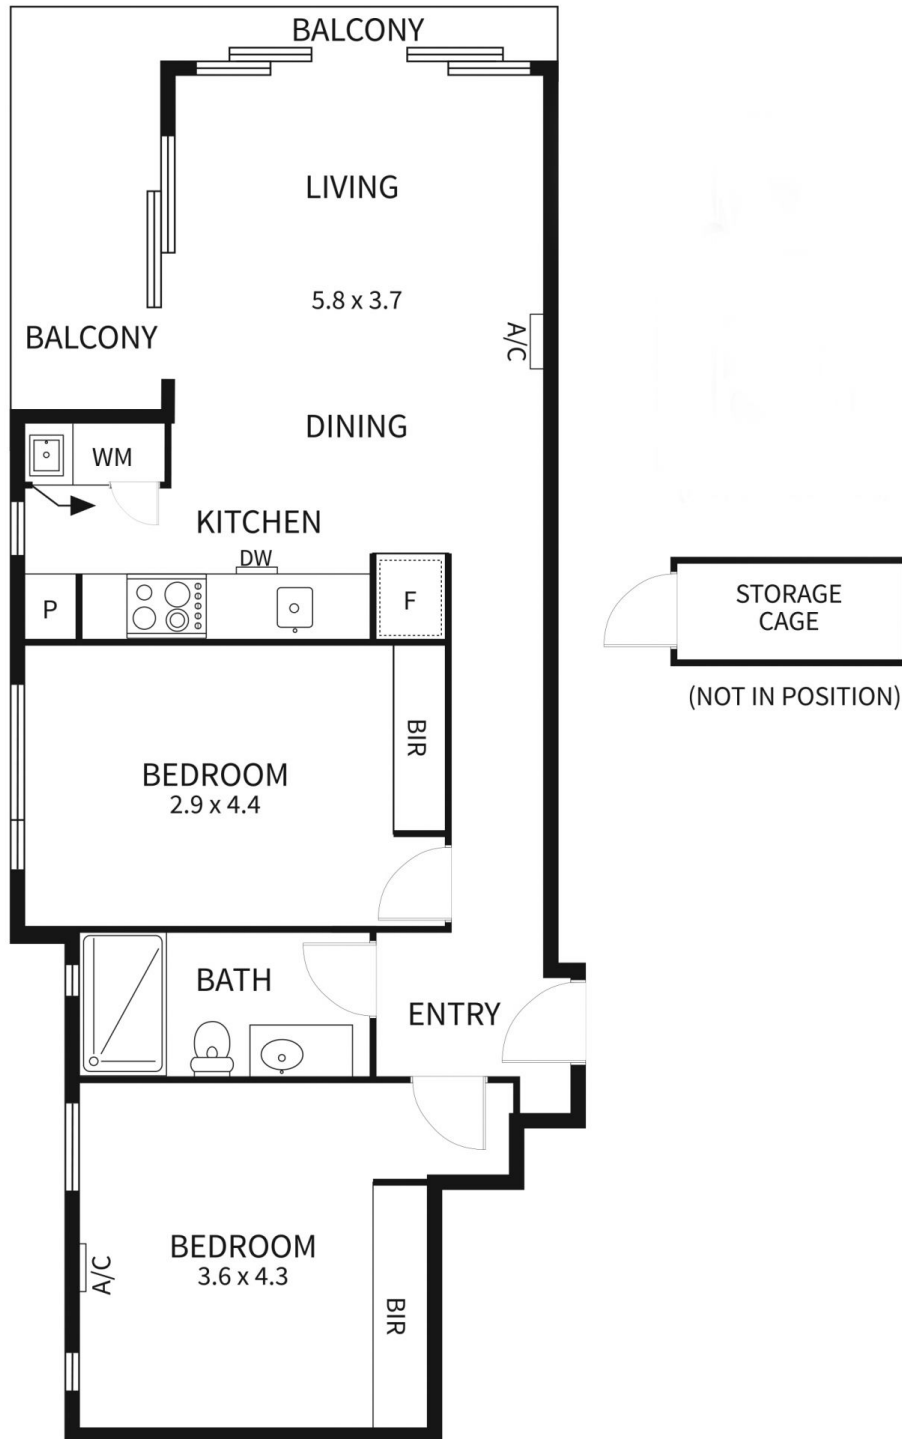 BALCONY
LIVING
5.8 x 3.7
BALCONY
A/C
DINING
WM
KITCHEN
DW
P
F
STORAGE
CAGE
(NOT IN POSITION)
BIR
BEDROOM
2.9 x 4.4
BATH
ENTRY
BEDROOM
3.6 x 4.3
A/C
BIR